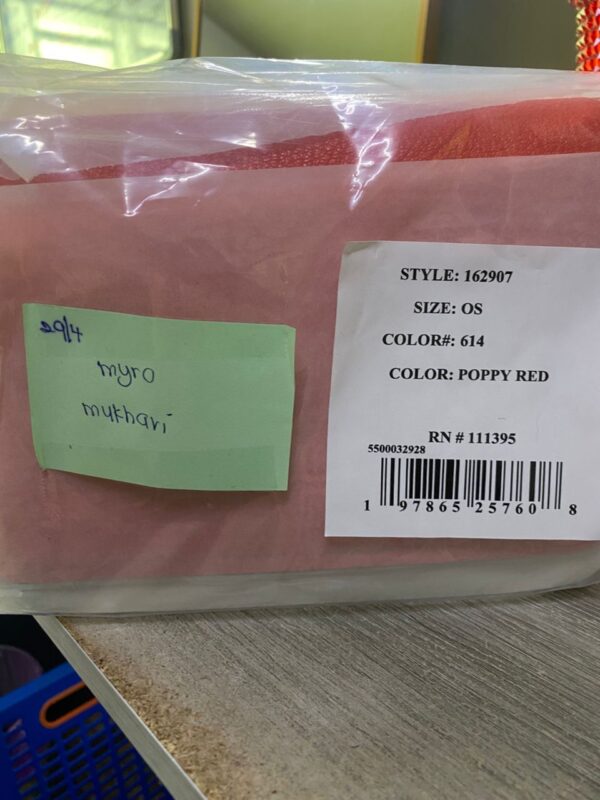 29/4
myro
mukhari
STYLE: 162907
SIZE: OS
COLOR#: 614
COLOR: POPPY RED
RN # 111395
5500032928
1 97865 25760 8